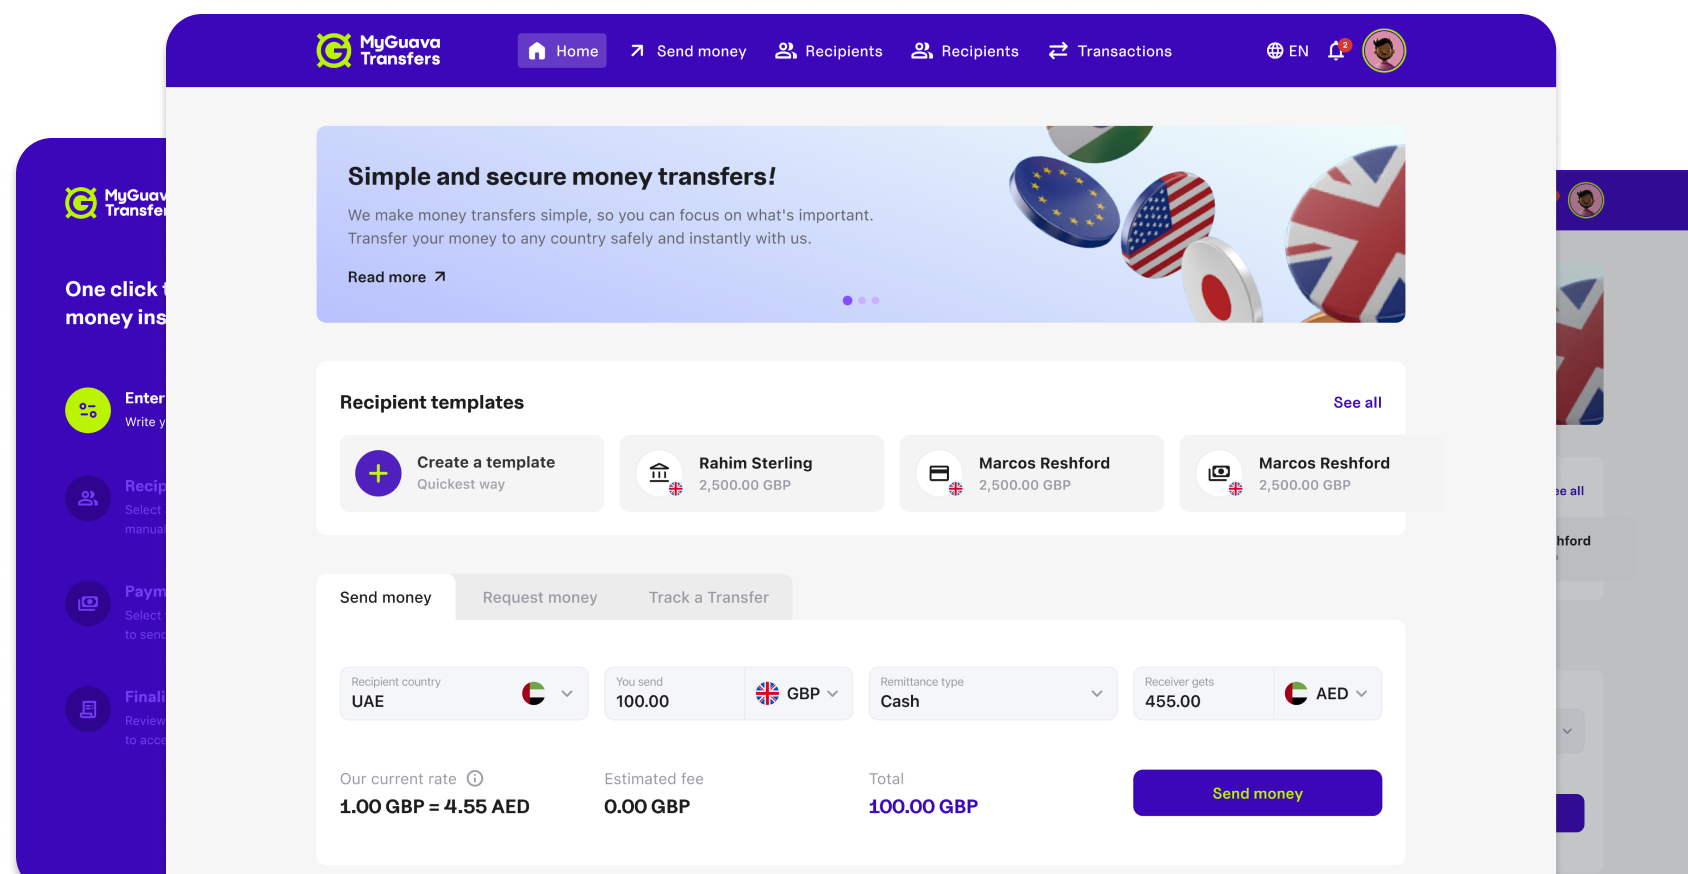 MyGuava
Transfers
Home
Send money
Recipients
Recipients
Transactions
EN
2
Simple and secure money transfers!
We make money transfers simple, so you can focus on what's important.
Transfer your money to any country safely and instantly with us.
Read more
Recipient templates
See all
Create a template
Quickest way
Rahim Sterling
2,500.00 GBP
Marcos Reshford
2,500.00 GBP
Marcos Reshford
2,500.00 GBP
Send money
Request money
Track a Transfer
Recipient country
UAE
You send
100.00
GBP
Remittance type
Cash
Receiver gets
455.00
AED
Our current rate
1.00 GBP = 4.55 AED
Estimated fee
0.00 GBP
Total
100.00 GBP
Send money
MyGuav
Transfer
One click
money ins
Enter
Write y
Recip
Select
manual
Paym
Select
to send
Finali
Review
to acce
ee all
hford